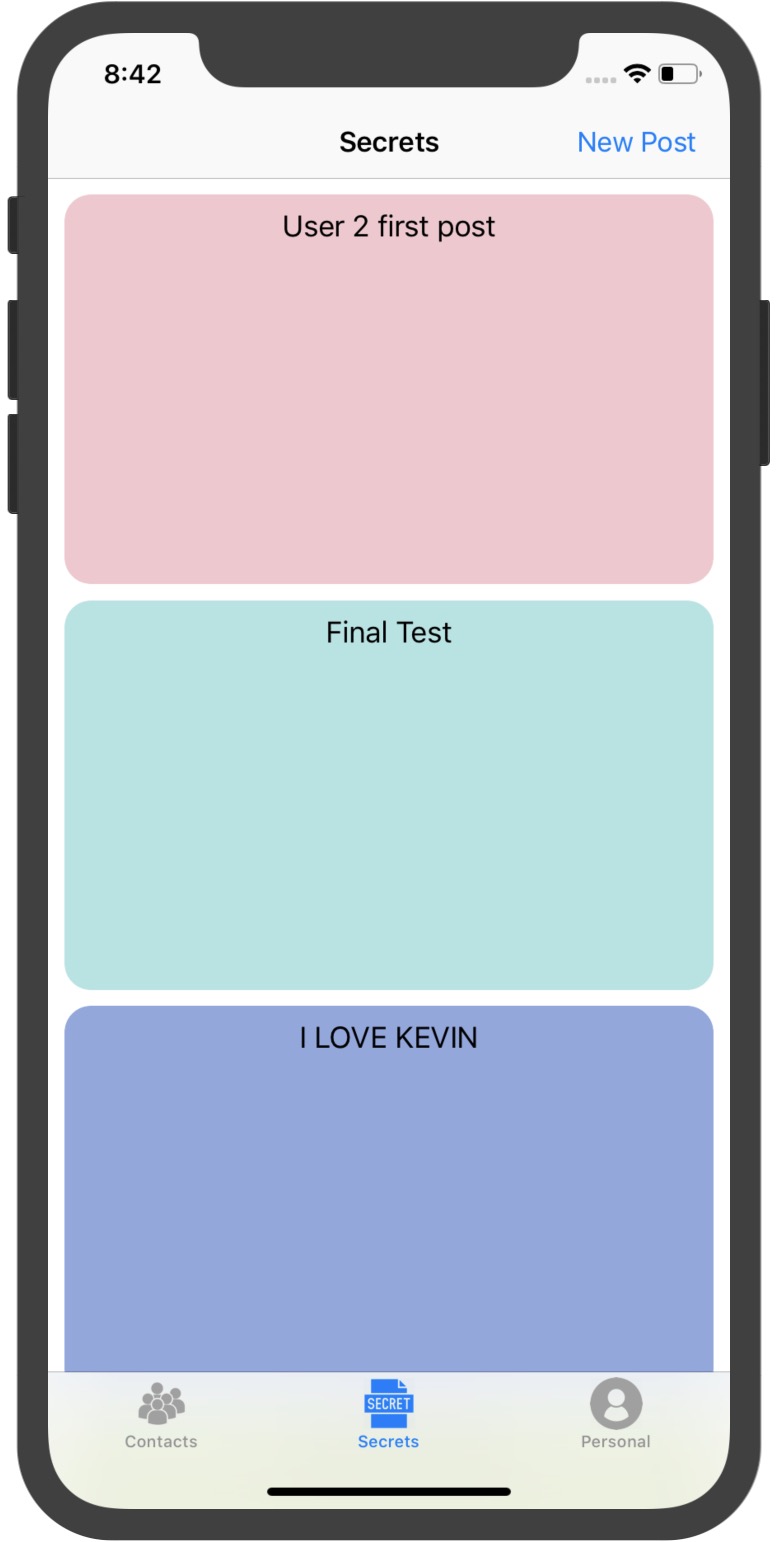 8:42
Secrets
New Post
User 2 first post
Final Test
I LOVE KEVIN
SECRET
Contacts
Secrets
Personal